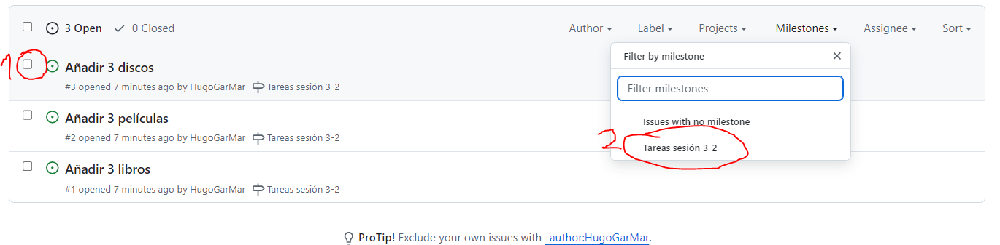 3 Open 0 Closed Author Label Projects Milestones Assignee Sort
1
Añadir 3 discos
#3 opened 7 minutes ago by HugoGarMar Tareas sesión 3-2
Añadir 3 películas
#2 opened 7 minutes ago by HugoGarMar Tareas sesión 3-2
Añadir 3 libros
#1 opened 7 minutes ago by HugoGarMar Tareas sesión 3-2
Filter by milestone
Filter milestones
Issues with no milestone
2
Tareas sesión 3-2
ProTip! Exclude your own issues with -author:HugoGarMar.